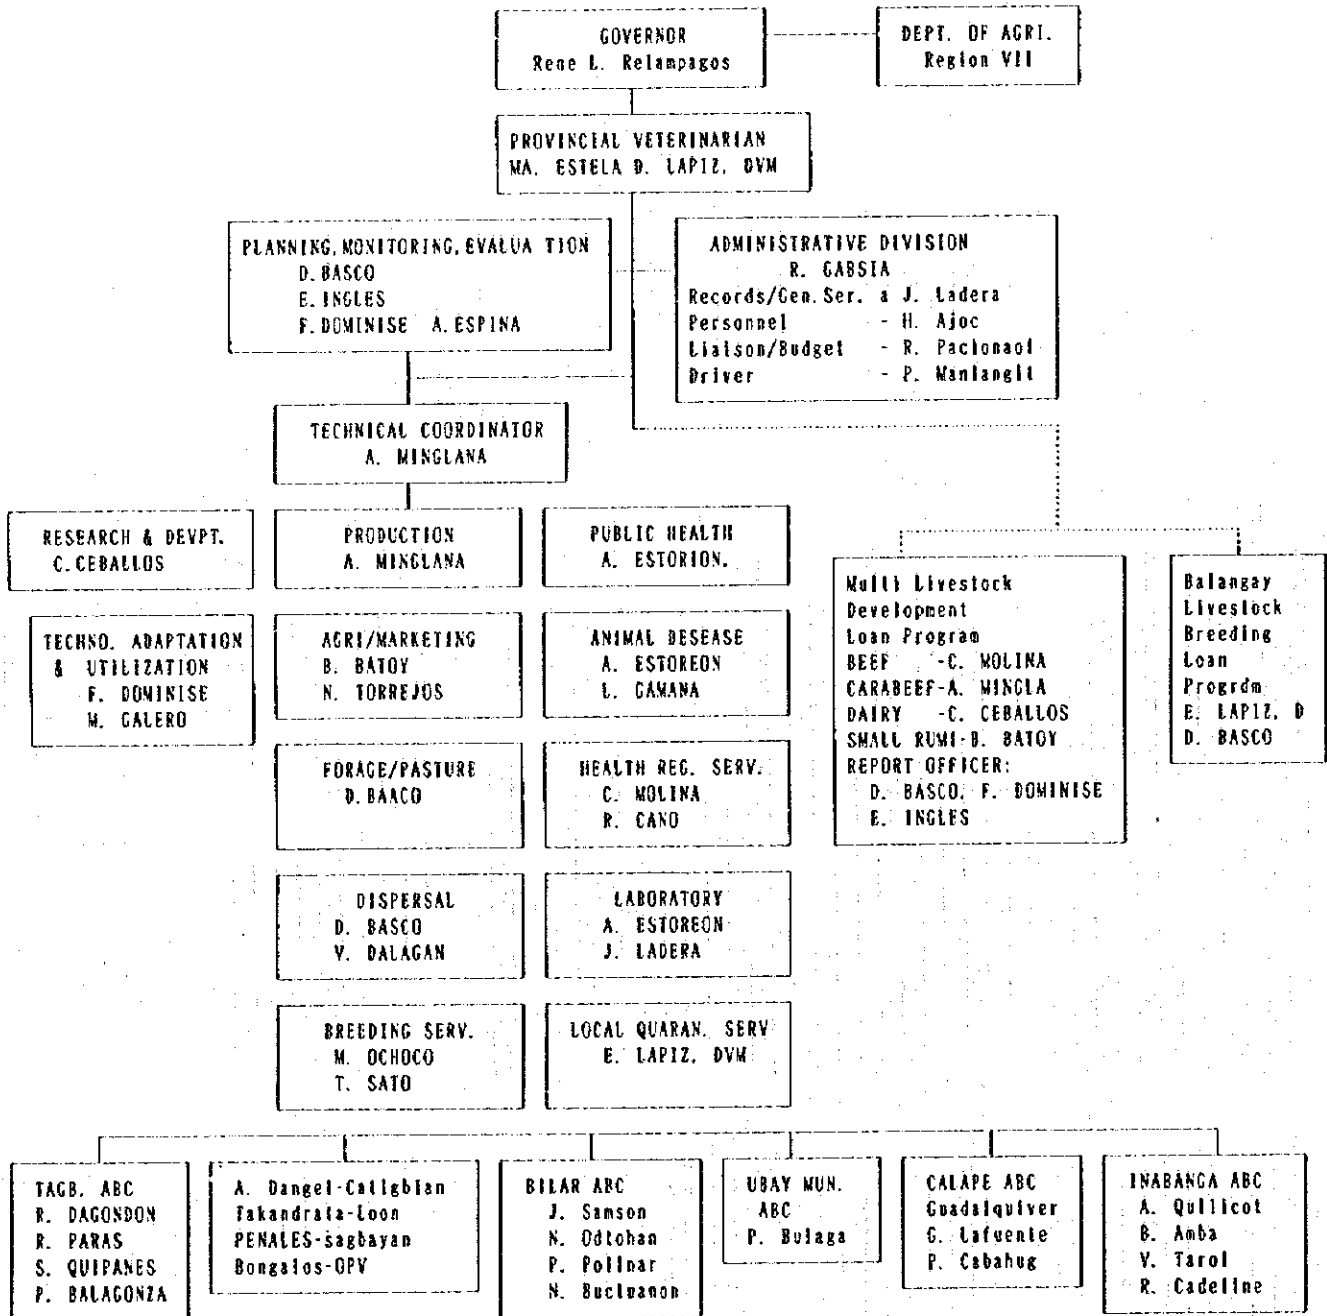 GOVERNOR
Rene L. Relampagos
DEPT. OF AGRI.
Region VII
PROVINCIAL VETERINARIAN
MA. ESTELA D. LAPIZ, DVM
PLANNING, MONITORING, EVALUA TION
D. BASCO
E. INGLES
F. DOMINISE A. ESPINA
ADMINISTRATIVE DIVISION
R. GABSIA
Records/Gen. Ser. a J. Ladera
Personnel - H. Ajoc
Liaison/Budget - R. Pacionaol
Driver - P. Maniangit
TECHNICAL COORDINATOR
A. MINGLANA
RESEARCH & DEVPT.
C. CEBALLOS
PRODUCTION
A. MINGLANA
PUBLIC HEALTH
A. ESTORION.
TECHNO. ADAPTATION
& UTILIZATION
F. DOMINISE
M. GALERO
AGRI/MARKETING
B. BATOY
N. TORREJOS
ANIMAL DESEASE
A. ESTOREON
L. GAMANA
FORAGE/PASTURE
D. BAACO
HEALTH REG. SERV.
C. MOLINA
R. CANO
DISPERSAL
D. BASCO
V. DALAGAN
LABORATORY
A. ESTOREON
J. LADERA
BREEDING SERV.
M. OCHOCO
T. SATO
LOCAL QUARAN. SERV
E. LAPIZ, DVM
Multi Livestock
Development
Loan Program
BEEF -C. MOLINA
CARABEEF-A. MINGLA
DAIRY -C. CEBALLOS
SMALL RUMI-B. BATOY
REPORT OFFICER:
D. BASCO, F. DOMINISE
E. INGLES
Balangay
Livestock
Breeding
Loan
Progrdm
E. LAPIZ, D
D. BASCO
TAGB. ABC
R. DAGONDON
R. PARAS
S. QUIPANES
P. BALAGONZA
A. Dangel-Catigbian
Takandrata-Loon
PENALES-sagbayan
Bongalos-OPV
BILAR ABC
J. Samson
N. Odtohan
P. Polinar
N. Bucluanon
UBAY MUN.
ABC
P. Bulaga
CALAPE ABC
Guadalquiver
G. Lafuente
P. Cabahug
INABANGA ABC
A. Quilicot
B. Amba
V. Tarol
R. Cadeline